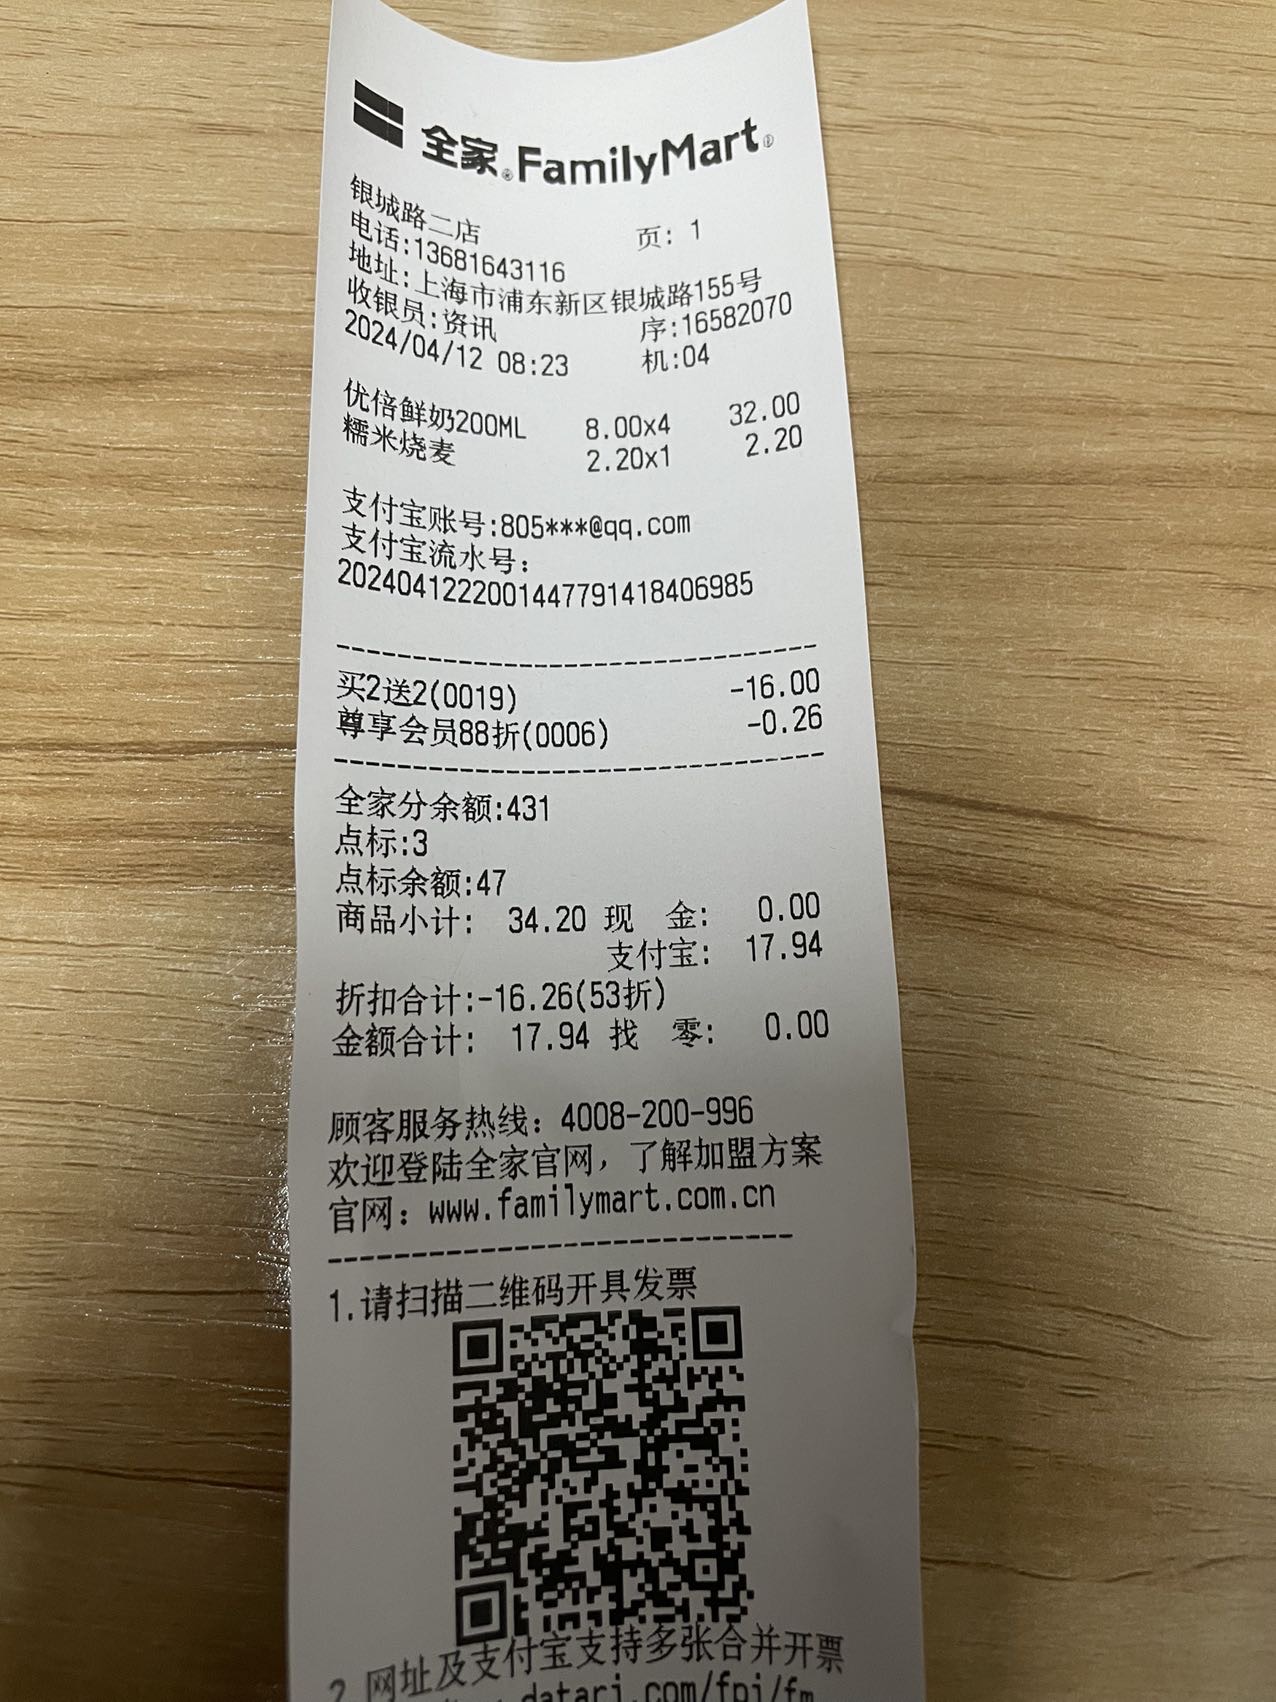 全家®FamilyMart
银城路二店 页: 1
电话:13681643116
地址:上海市浦东新区银城路155号
收银员:资讯 序:16582070
2024/04/12 08:23 机:04
优倍鲜奶200ML 8.00x4 32.00
糯米烧麦 2.20x1 2.20
支付宝账号:805***@qq.com
支付宝流水号:
2024041222001447791418406985
买2送2(0019) -16.00
尊享会员88折(0006) -0.26
全家分余额:431
点标:3
点标余额:47
商品小计: 34.20 现 金: 0.00
支付宝: 17.94
折扣合计:-16.26(53折)
金额合计: 17.94 找 零: 0.00
顾客服务热线: 4008-200-996
欢迎登陆全家官网，了解加盟方案
官网: www.familymart.com.cn
1.请扫描二维码开具发票
2.网址及支付宝支持多张合并开票
datarj.com/fpj/fm